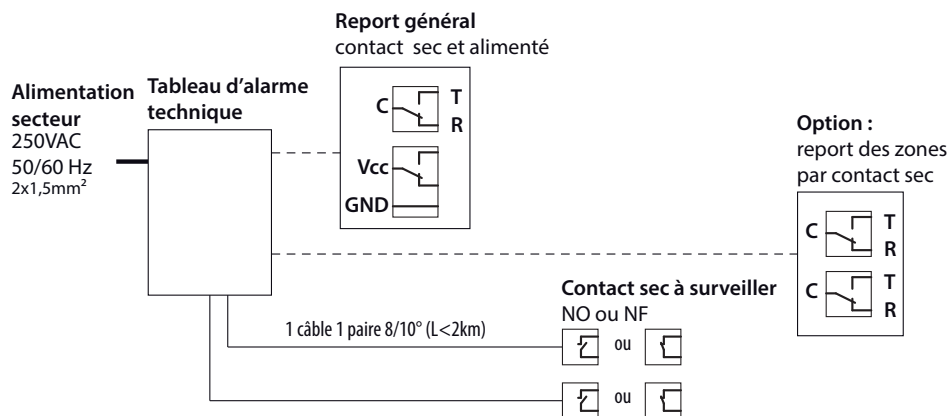 Report général
contact sec et alimenté
C
T
R
Vcc
GND
Alimentation
secteur
250VAC
50/60 Hz
2x1,5mm²
Tableau d’alarme
technique
Option :
report des zones
par contact sec
C
T
R
C
T
R
Contact sec à surveiller
NO ou NF
1 câble 1 paire 8/10° (L<2km)
ou
ou